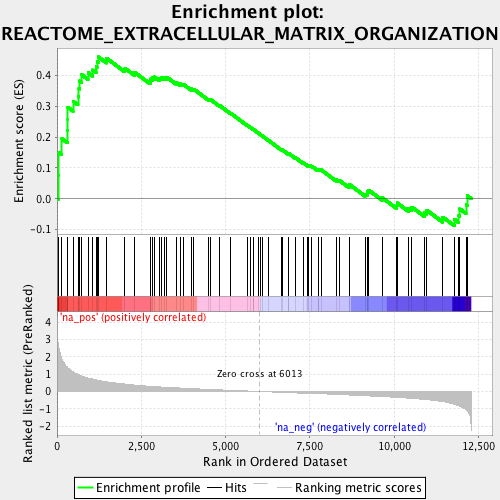 Enrichment plot:
REACTOME_EXTRACELLULAR_MATRIX_ORGANIZATION
Enrichment score (ES)
0.4
0.3
0.2
0.1
0.0
-0.1
'na_pos' (positively correlated)
Ranked list metric (PreRanked)
4
3
2
1
0
-1
-2
Zero cross at 6013
'na_neg' (negatively correlated)
0
2,500
5,000
7,500
10,000
12,500
Rank in Ordered Dataset
Enrichment profile
Hits
Ranking metric scores